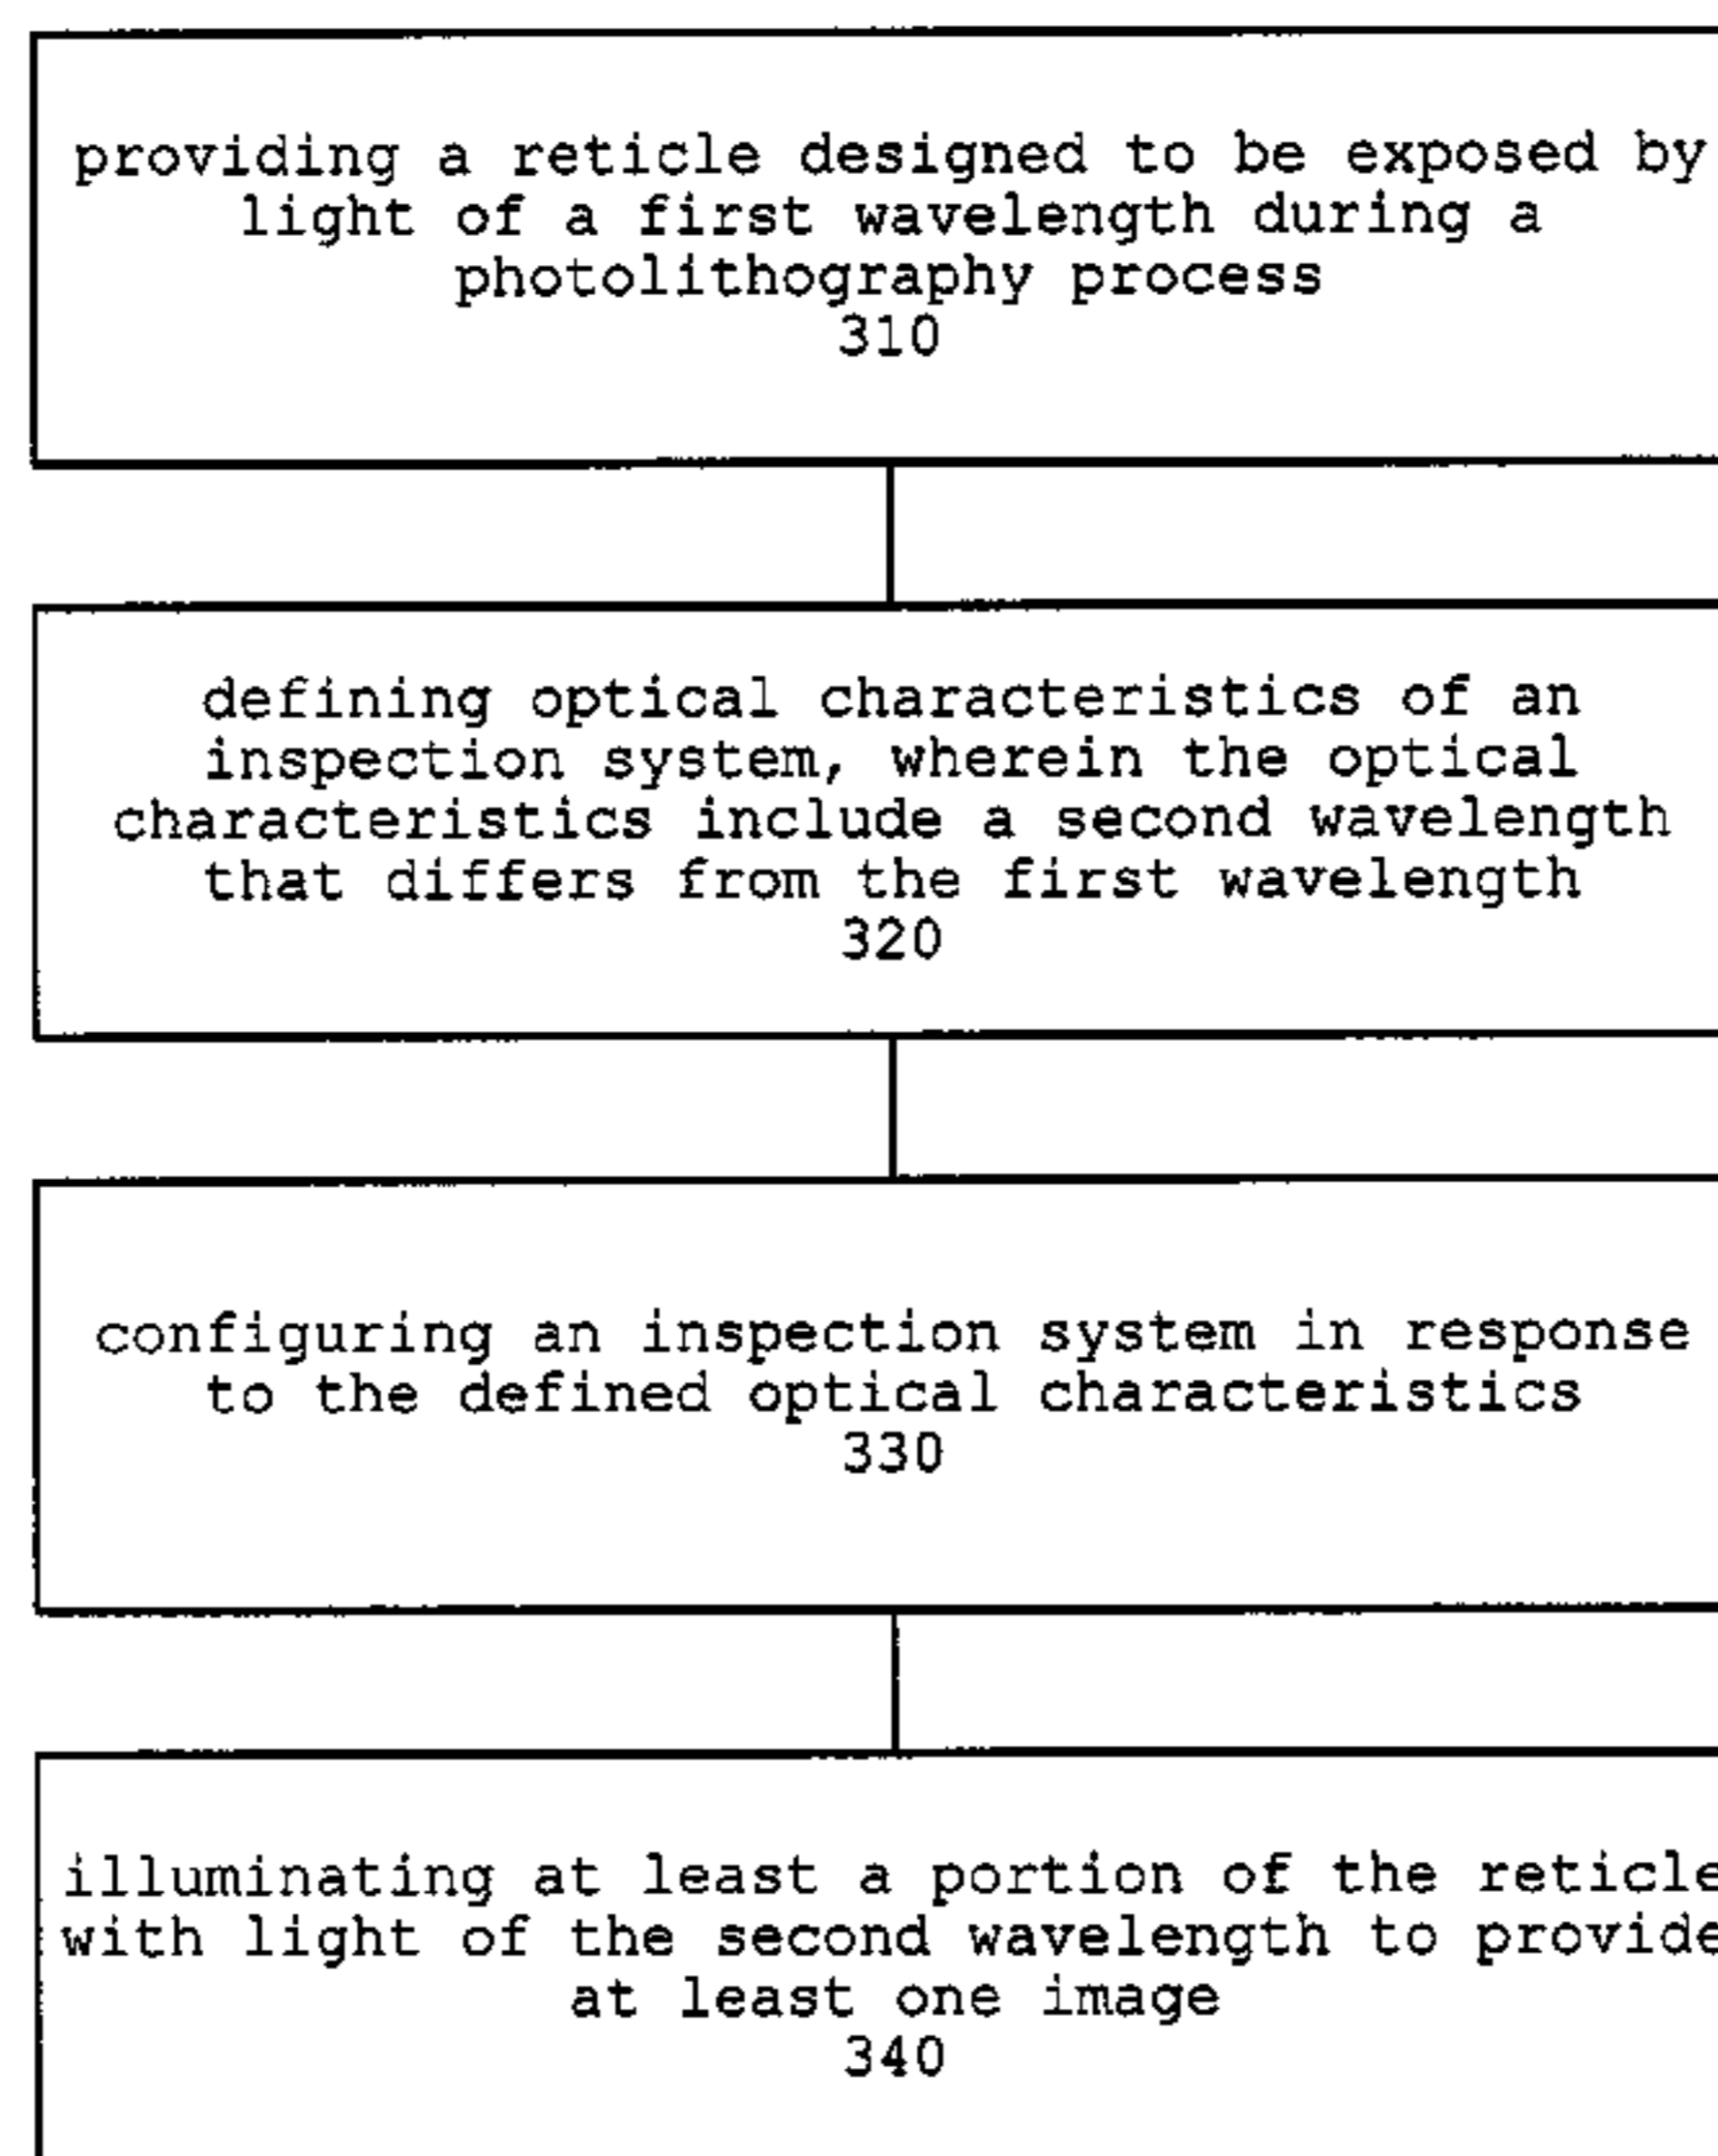 providing a reticle designed to be exposed by
light of a first wavelength during a
photolithography process
310
defining optical characteristics of an
inspection system, wherein the optical
characteristics include a second wavelength
that differs from the first wavelength
320
configuring an inspection system in response
to the defined optical characteristics
330
illuminating at least a portion of the reticle
with light of the second wavelength to provide
at least one image
340